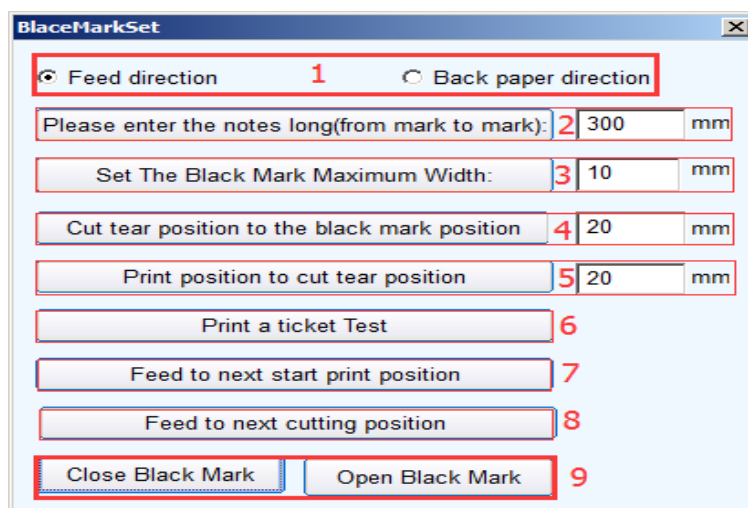 BlaceMarkSet
Feed direction 1 Back paper direction
Please enter the notes long(from mark to mark): 2 300 mm
Set The Black Mark Maximum Width: 3 10 mm
Cut tear position to the black mark position 4 20 mm
Print position to cut tear position 5 20 mm
Print a ticket Test 6
Feed to next start print position 7
Feed to next cutting position 8
Close Black Mark Open Black Mark 9